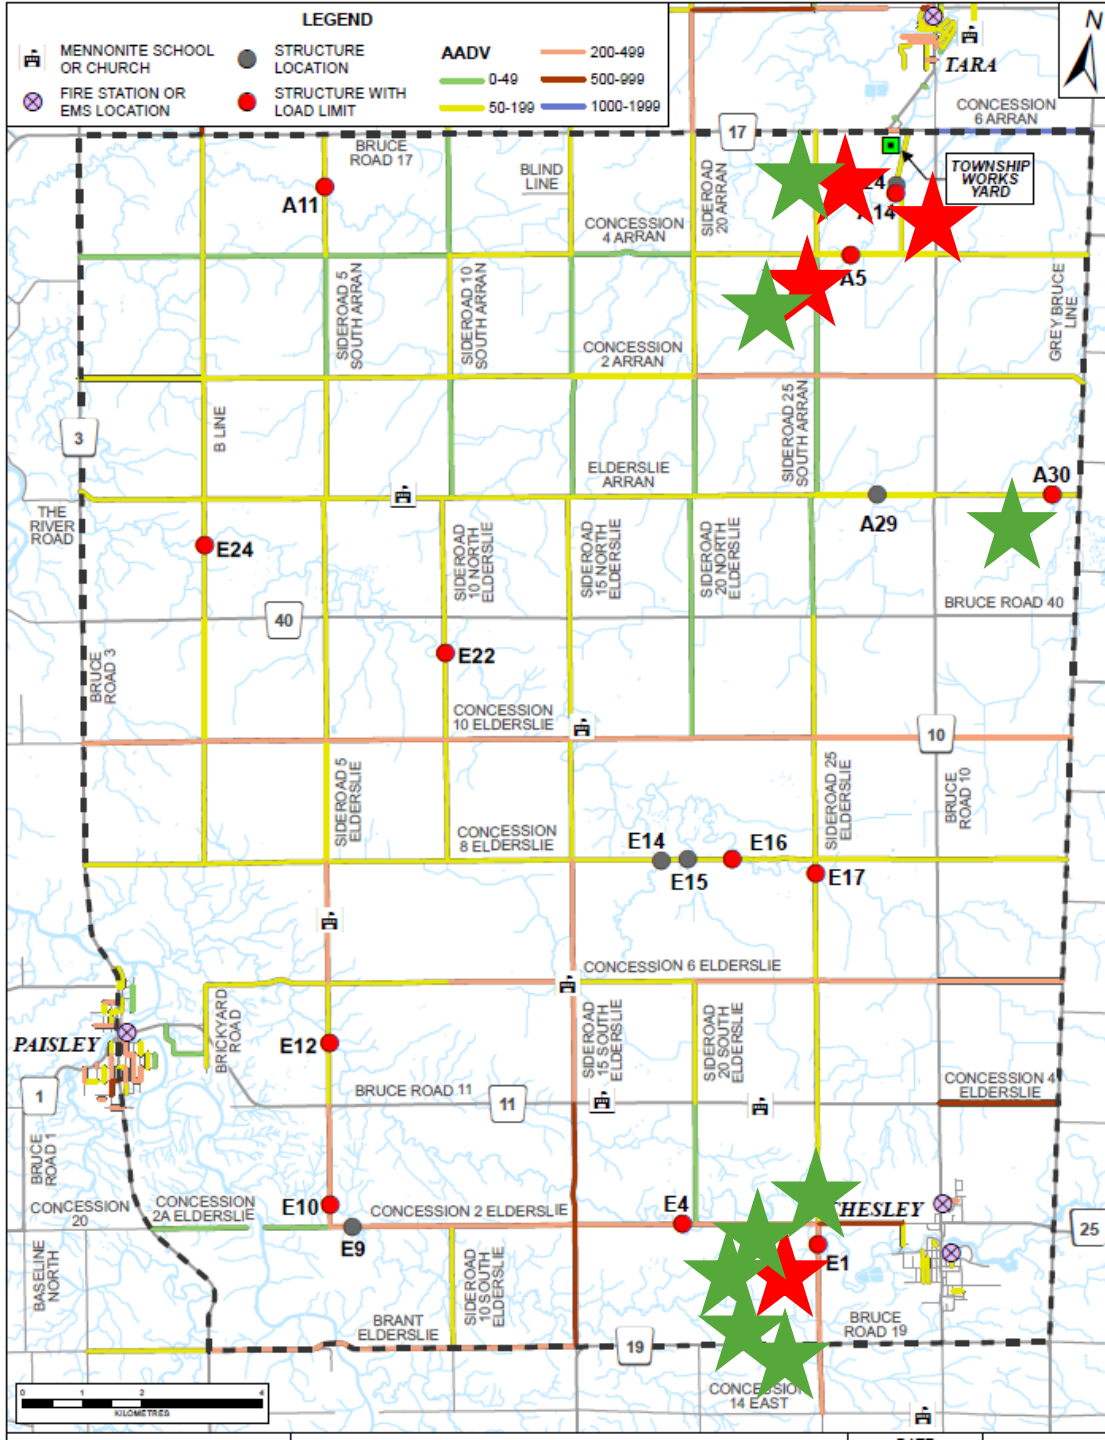 LEGEND
MENNONITE SCHOOL
OR CHURCH
STRUCTURE
LOCATION
FIRE STATION OR
EMS LOCATION
STRUCTURE WITH
LOAD LIMIT
AADV
0-49
50-199
200-499
500-999
1000-1999
N
TARA
CONCESSION
6 ARRAN
17
BRUCE
ROAD 17
BLIND
LINE
SIDEROAD
20 ARRAN
TOWNSHIP
WORKS
YARD
A11
A14
CONCESSION
4 ARRAN
A5
SIDEROAD 5
SOUTH ARRAN
SIDEROAD 10
SOUTH ARRAN
GREY BRUCE
LINE
CONCESSION
2 ARRAN
B LINE
SIDEROAD 25
SOUTH ARRAN
3
ELDERSLIE
ARRAN
A30
A29
THE
RIVER
ROAD
E24
SIDEROAD
10 NORTH
ELDERSLIE
SIDEROAD
15 NORTH
ELDERSLIE
SIDEROAD
20 NORTH
ELDERSLIE
40
BRUCE ROAD 40
E22
BRUCE
ROAD 3
CONCESSION
10 ELDERSLIE
10
SIDEROAD 5
ELDERSLIE
SIDEROAD 25
ELDERSLIE
BRUCE
ROAD 10
CONCESSION
8 ELDERSLIE
E14
E15
E16
E17
CONCESSION 6 ELDERSLIE
BRICKYARD
ROAD
PAISLEY
E12
SIDEROAD
15 SOUTH
ELDERSLIE
SIDEROAD
20 SOUTH
ELDERSLIE
1
BRUCE ROAD 11
11
CONCESSION 4
ELDERSLIE
BRUCE
ROAD 1
CONCESSION
20
CONCESSION
2A ELDERSLIE
E10
E9
CONCESSION 2 ELDERSLIE
E4
CHESLEY
25
E1
BASELINE
NORTH
SIDEROAD
10 SOUTH
ELDERSLIE
BRANT
ELDERSLIE
19
BRUCE
ROAD 19
CONCESSION
14 EAST
0 1 2 4
KILOMETRES